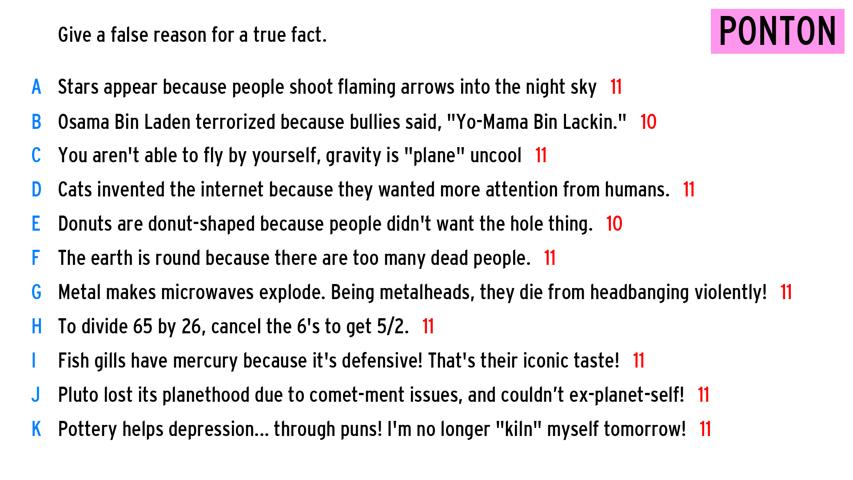 Give a false reason for a true fact.
PONTON
A Stars appear because people shoot flaming arrows into the night sky 11
B Osama Bin Laden terrorized because bullies said, "Yo-Mama Bin Lackin." 10
C You aren't able to fly by yourself, gravity is "plane" uncool 11
D Cats invented the internet because they wanted more attention from humans. 11
E Donuts are donut-shaped because people didn't want the hole thing. 10
F The earth is round because there are too many dead people. 11
G Metal makes microwaves explode. Being metalheads, they die from headbanging violently! 11
H To divide 65 by 26, cancel the 6's to get 5/2. 11
I Fish gills have mercury because it's defensive! That's their iconic taste! 11
J Pluto lost its planethood due to comet-ment issues, and couldn’t ex-planet-self! 11
K Pottery helps depression... through puns! I'm no longer "kiln" myself tomorrow! 11